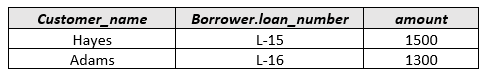 Customer_name Borrower.loan_number amount
Hayes L-15 1500
Adams L-16 1300